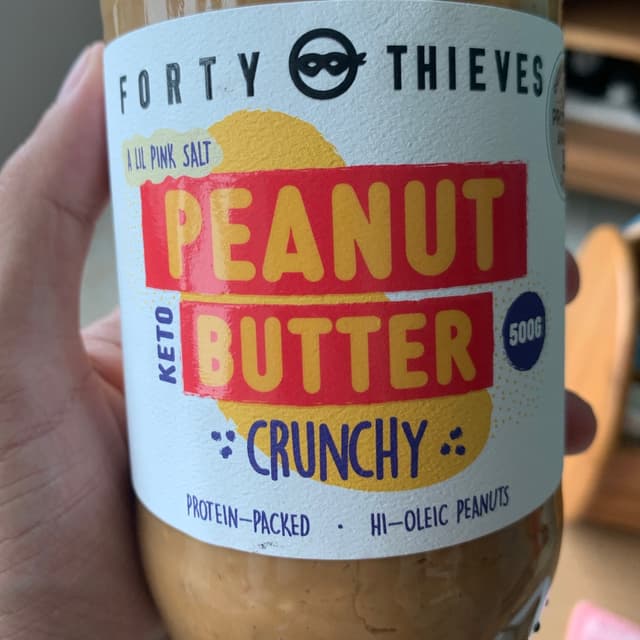 FORTY THIEVES
A LIL PINK SALT
PEANUT
BUTTER
KETO
500G
CRUNCHY
PROTEIN-PACKED · HI-OLEIC PEANUTS